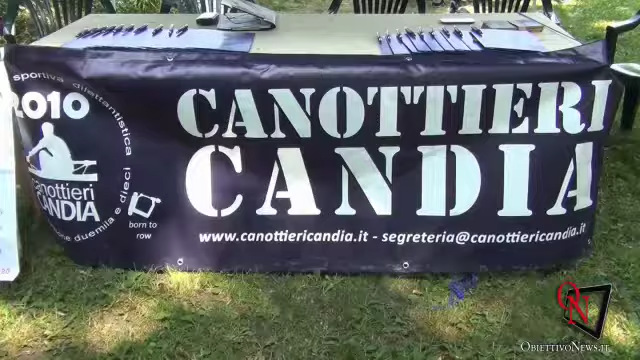 sportiva dilettantistica
2010
canottieri
CANDIA
duemila e dieci
born to
row
CANOTTIERI
CANDIA
www.canottiericandia.it - segreteria@canottiericandia.it
ON
OBIETTIVONEWS.IT